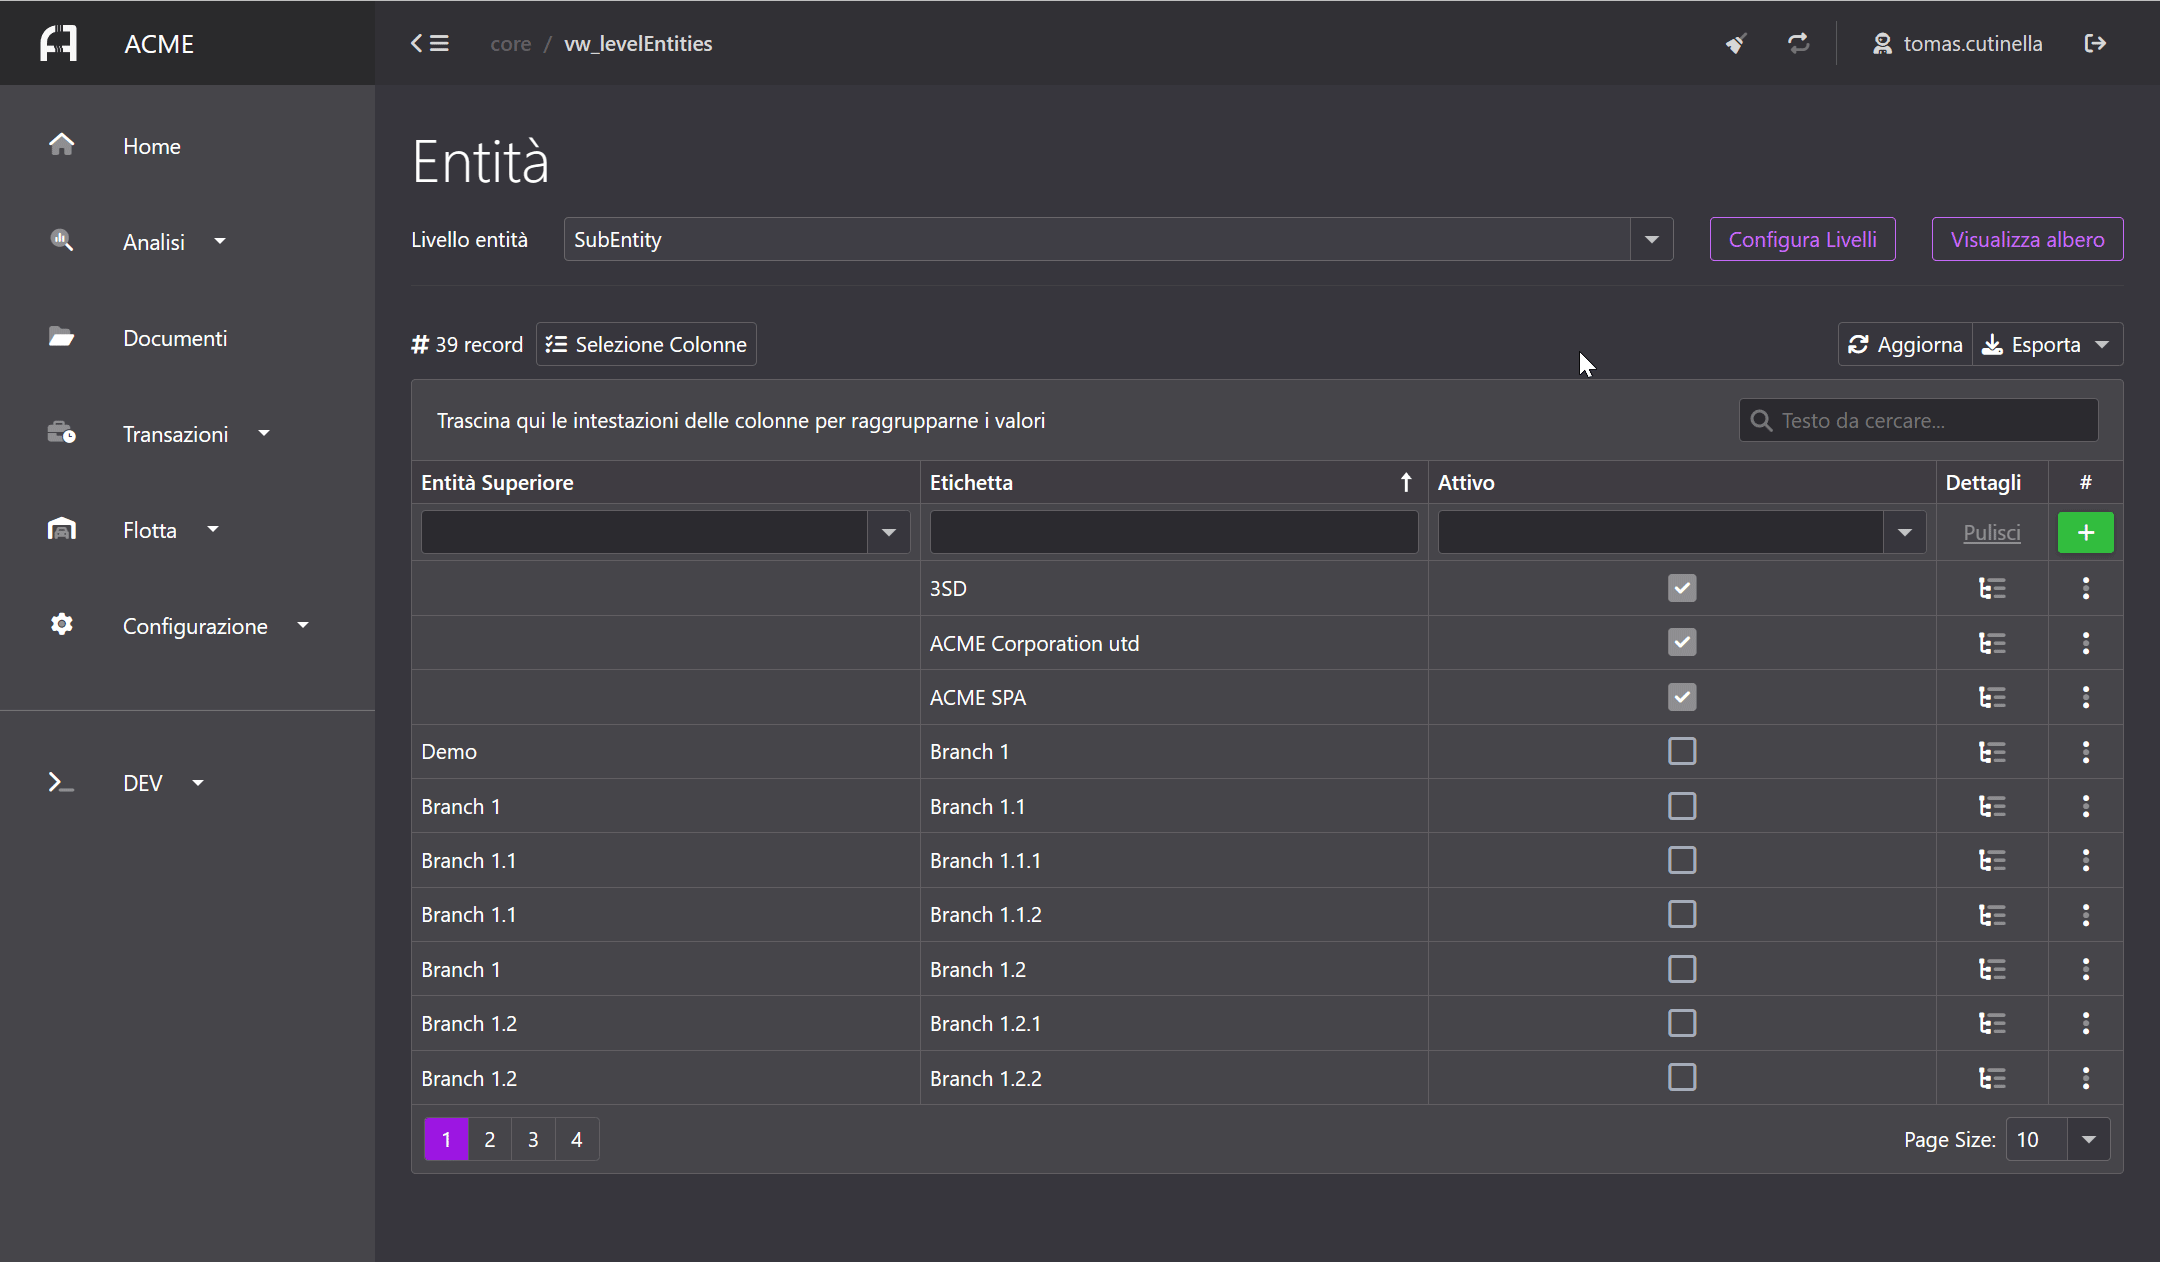 ACME
core / vw_levelEntities
tomas.cutinella
Home
Analisi
Documenti
Transazioni
Flotta
Configurazione
DEV
Entità
Livello entità SubEntity Configura Livelli Visualizza albero
# 39 record Selezione Colonne Aggiorna Esporta
Trascina qui le intestazioni delle colonne per raggrupparne i valori Testo da cercare...
Entità Superiore Etichetta Attivo Dettagli #
Pulisci +
3SD
ACME Corporation utd
ACME SPA
Demo Branch 1
Branch 1 Branch 1.1
Branch 1.1 Branch 1.1.1
Branch 1.1 Branch 1.1.2
Branch 1 Branch 1.2
Branch 1.2 Branch 1.2.1
Branch 1.2 Branch 1.2.2
1 2 3 4 Page Size: 10